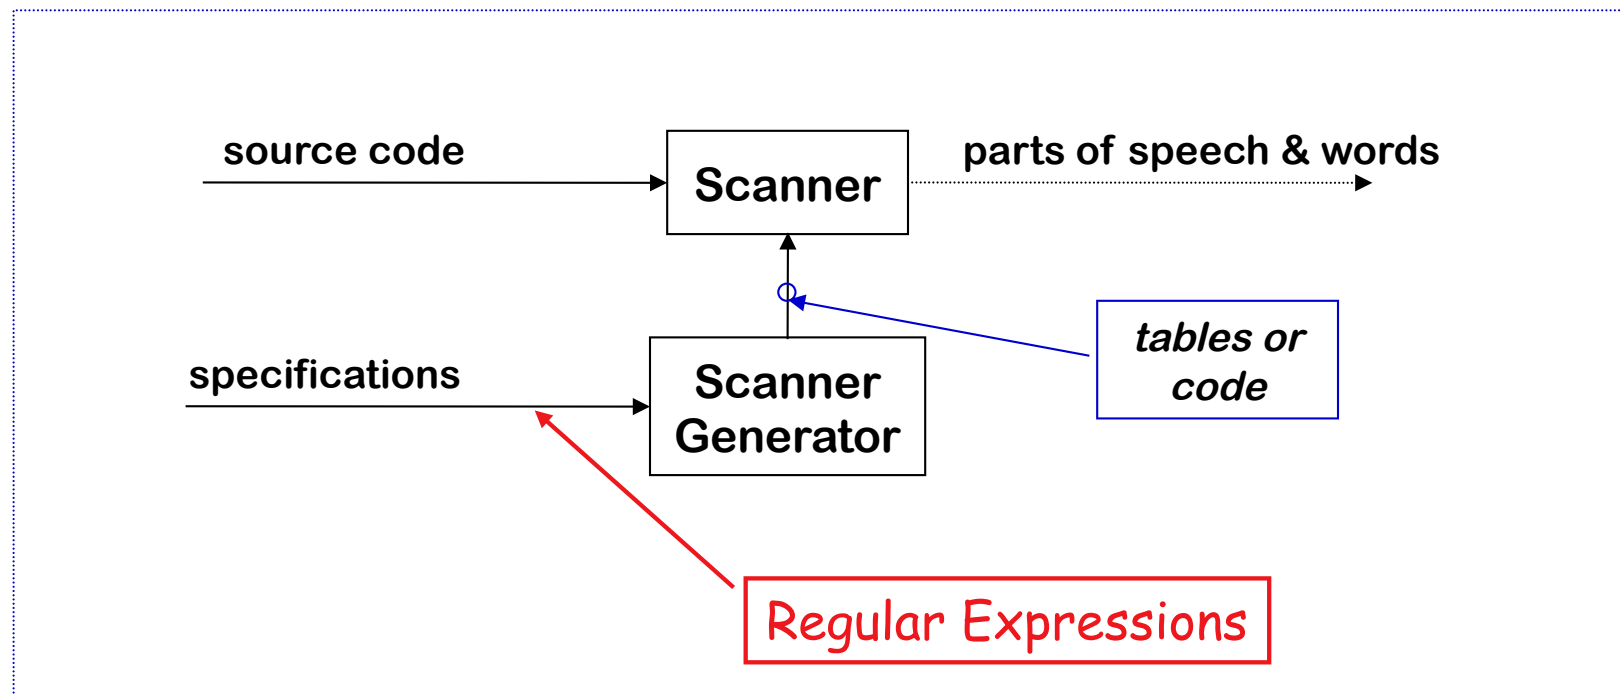 source code
Scanner
parts of speech & words
specifications
Scanner
Generator
tables or
code
Regular Expressions